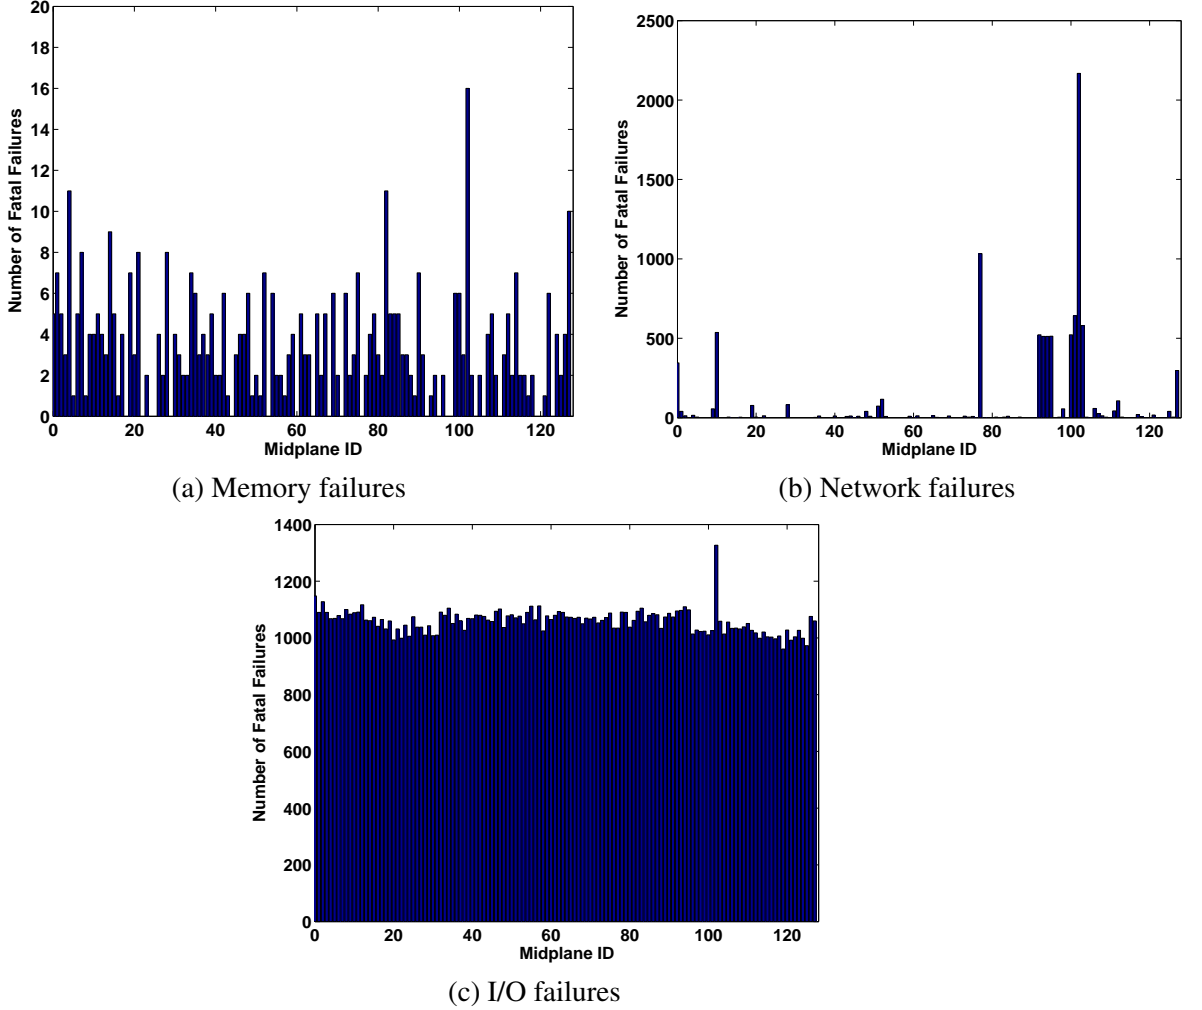 20
18
16
14
12
10
8
6
4
2
0
Number of Fatal Failures
0 20 40 60 80 100 120
Midplane ID
(a) Memory failures
2500
2000
1500
1000
500
0
Number of Fatal Failures
0 20 40 60 80 100 120
Midplane ID
(b) Network failures
1400
1200
1000
800
600
400
200
0
Number of Fatal Failures
0 20 40 60 80 100 120
Midplane ID
(c) I/O failures